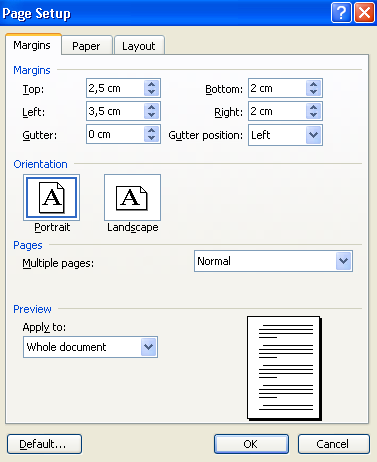 Page Setup
Margins Paper Layout
Margins
Top: 2,5 cm Bottom: 2 cm
Left: 3,5 cm Right: 2 cm
Gutter: 0 cm Gutter position: Left
Orientation
A A
Portrait Landscape
Pages
Multiple pages: Normal
Preview
Apply to:
Whole document
Default... OK Cancel